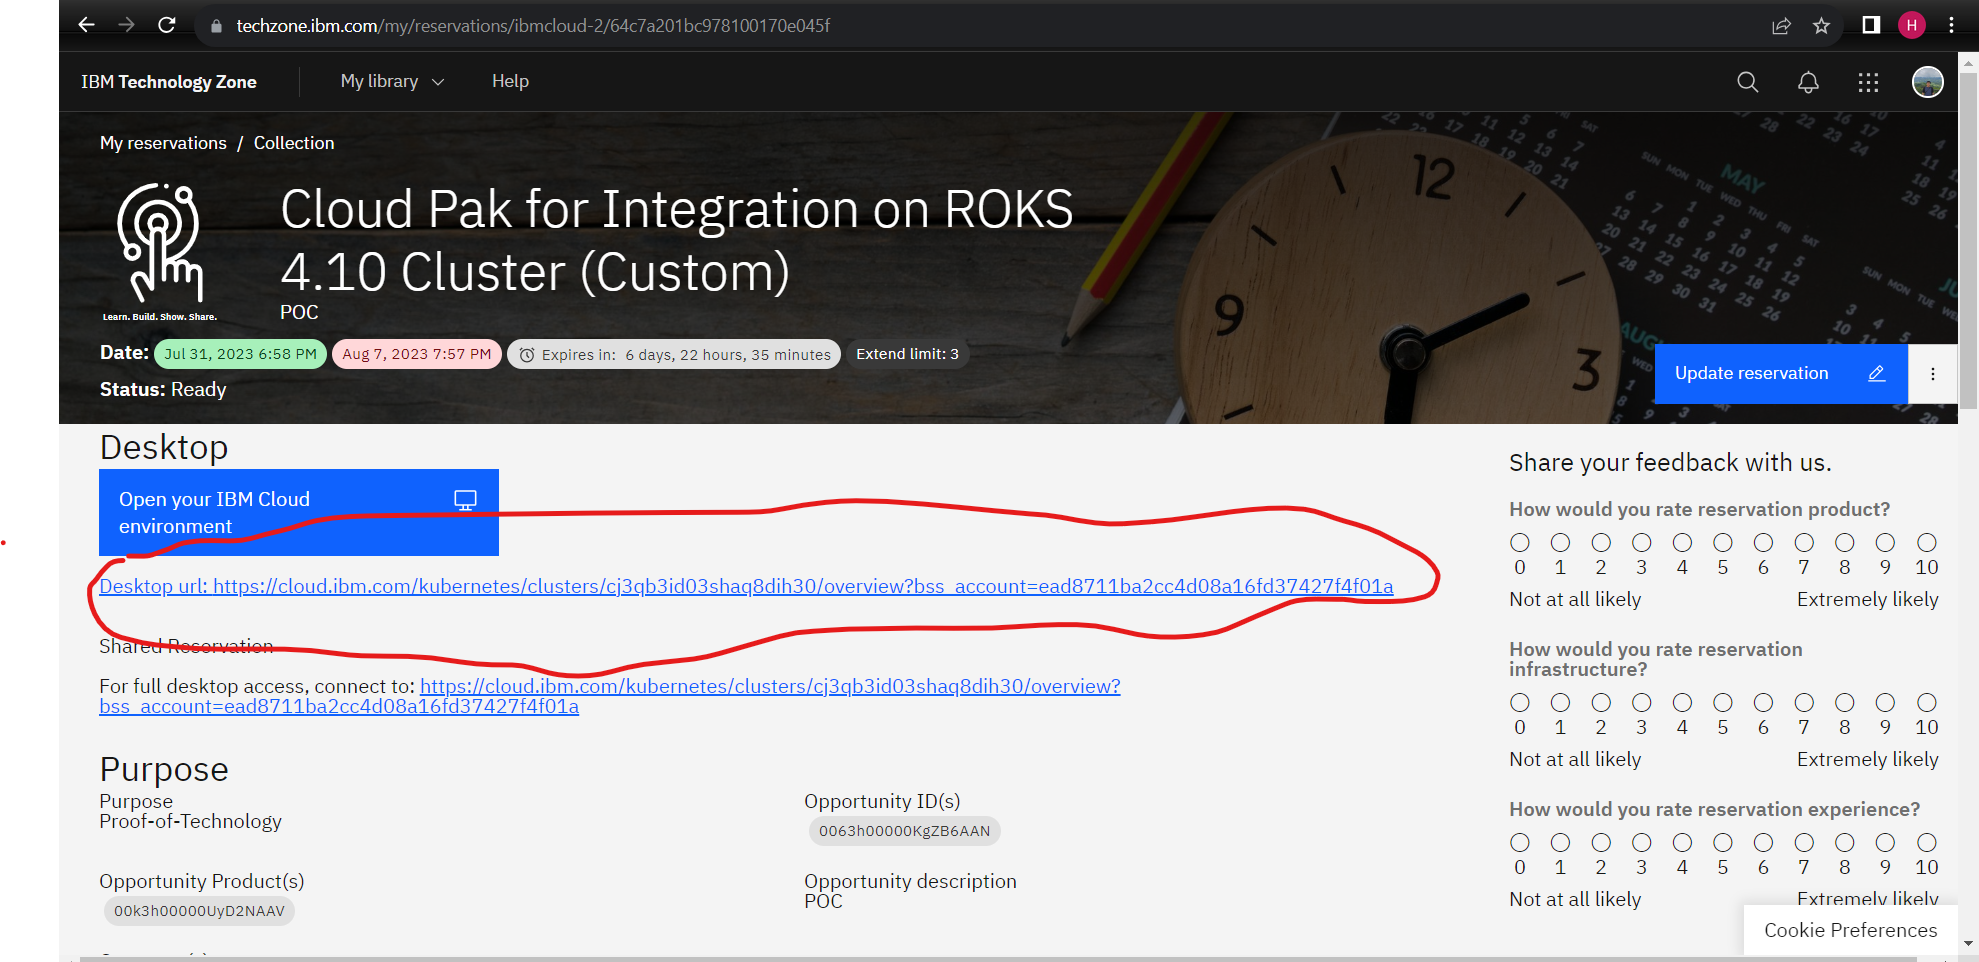 techzone.ibm.com/my/reservations/ibmcloud-2/64c7a201bc978100170e045f
H
IBM Technology Zone
My library
Help
My reservations / Collection
Learn. Build. Show. Share.
Cloud Pak for Integration on ROKS
4.10 Cluster (Custom)
POC
Date: Jul 31, 2023 6:58 PM Aug 7, 2023 7:57 PM Expires in: 6 days, 22 hours, 35 minutes Extend limit: 3
Status: Ready
12
9
3
MAY
Update reservation
Desktop
Open your IBM Cloud
environment
Desktop url: https://cloud.ibm.com/kubernetes/clusters/cj3qb3id03shaq8dih30/overview?bss_account=ead8711ba2cc4d08a16fd37427f4f01a
Shared Reservation
For full desktop access, connect to: https://cloud.ibm.com/kubernetes/clusters/cj3qb3id03shaq8dih30/overview?
bss_account=ead8711ba2cc4d08a16fd37427f4f01a
Purpose
Purpose
Proof-of-Technology
Opportunity ID(s)
0063h00000KgZB6AAN
Opportunity Product(s)
00k3h00000UyD2NAAV
Opportunity description
POC
Share your feedback with us.
How would you rate reservation product?
0 1 2 3 4 5 6 7 8 9 10
Not at all likely Extremely likely
How would you rate reservation
infrastructure?
0 1 2 3 4 5 6 7 8 9 10
Not at all likely Extremely likely
How would you rate reservation experience?
0 1 2 3 4 5 6 7 8 9 10
Not at all likely Extremely likely
Cookie Preferences